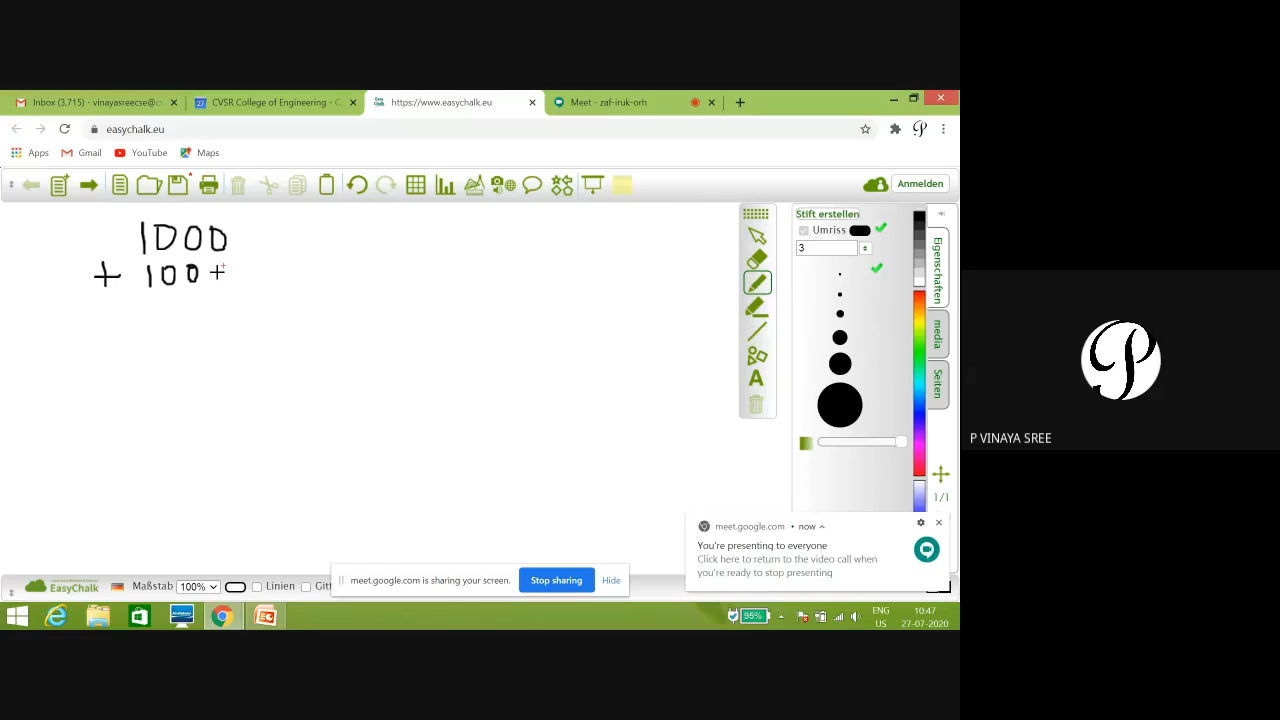 Inbox (3,715) - vinayasreecse@c
CVSR College of Engineering - C
https://www.easychalk.eu
Meet - zaf-iruk-orh
easychalk.eu
Apps
Gmail
YouTube
Maps
Anmelden
1000
+ 100
Stift erstellen
Umriss
3
A
Eigenschaften
media
Seiten
1/1
meet.google.com • now
You're presenting to everyone
Click here to return to the video call when
you're ready to stop presenting
EasyChalk
Maßstab
100%
Linien
Gitt
meet.google.com is sharing your screen.
Stop sharing
Hide
95%
ENG
US
10:47
27-07-2020
P
P VINAYA SREE